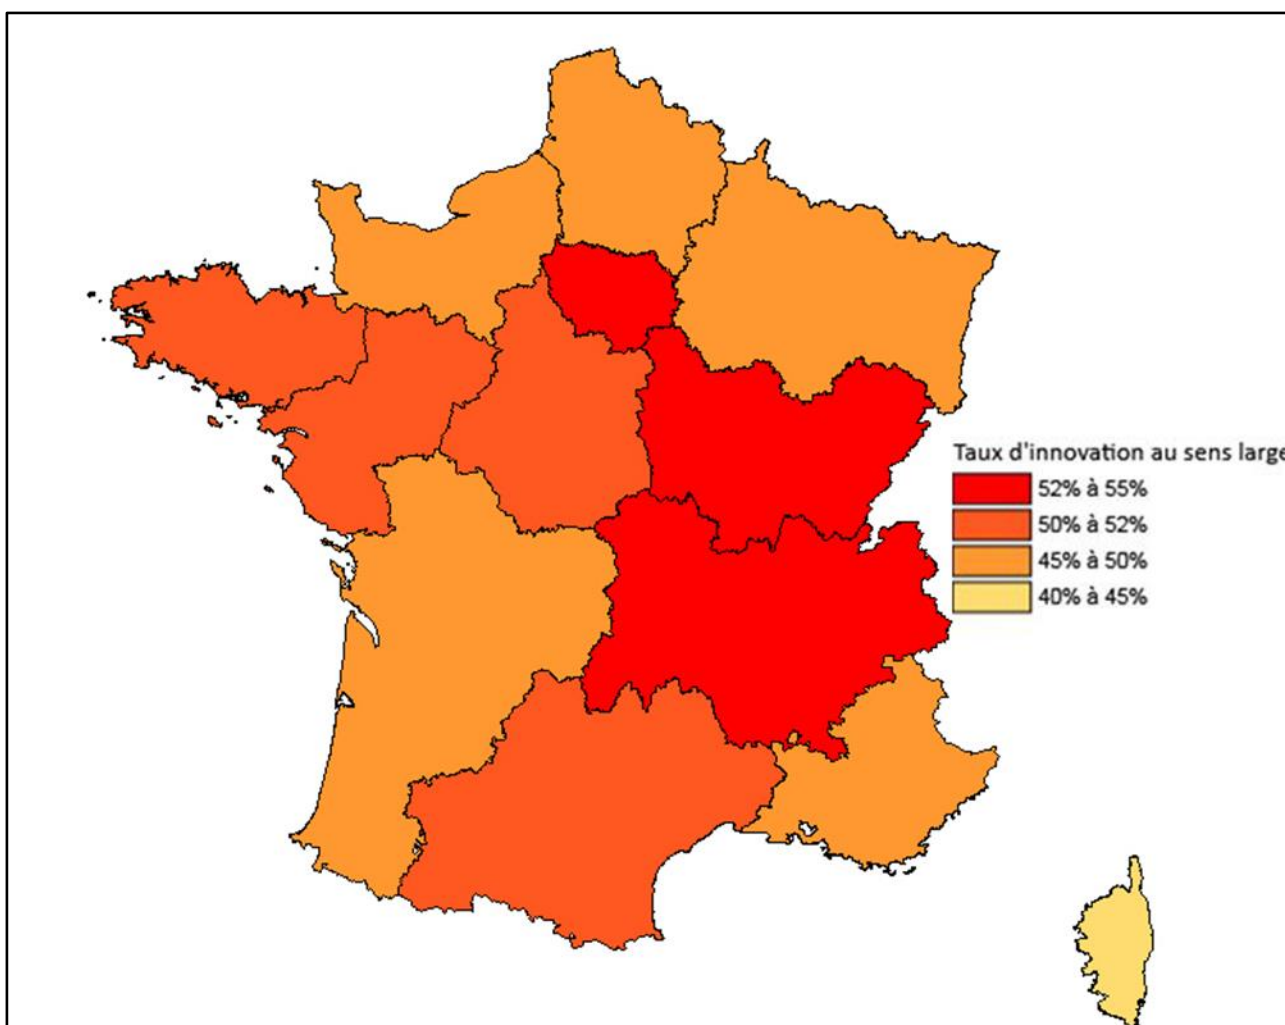 Taux d'innovation au sens large
52% à 55%
50% à 52%
45% à 50%
40% à 45%